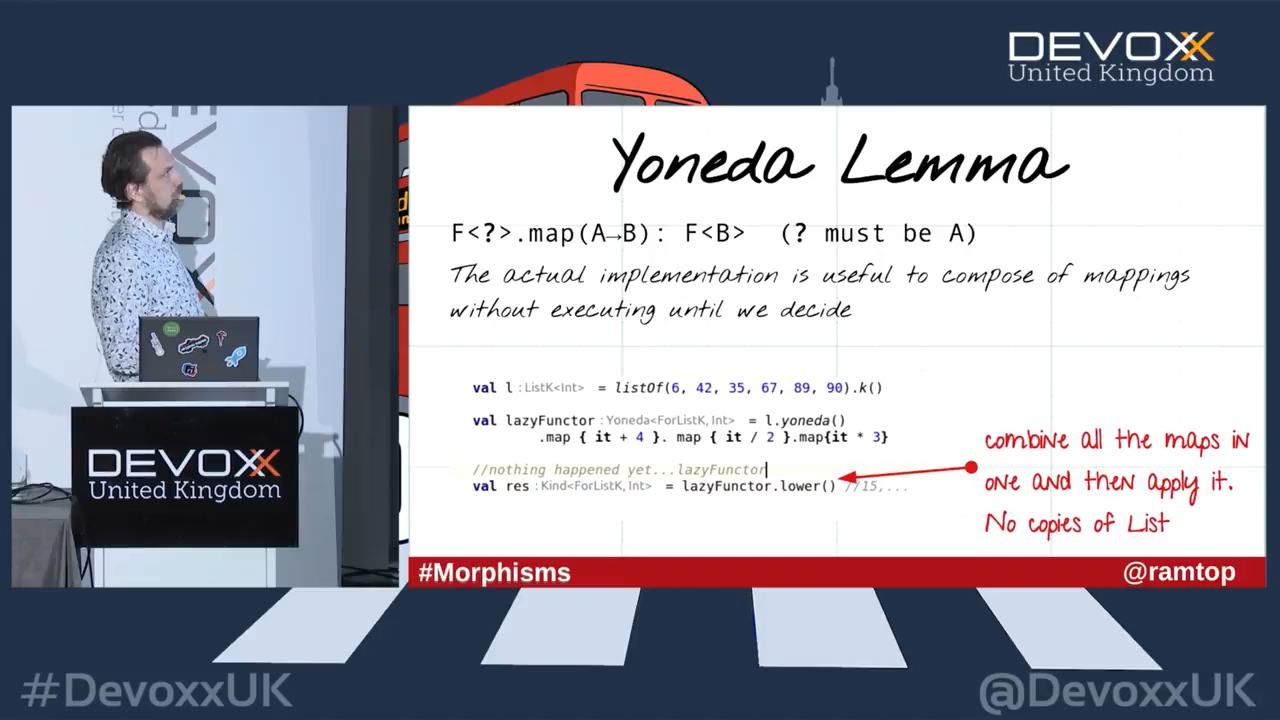 DEVOXX
United Kingdom
DEVOXX
Yoneda Lemma
F<?>.map(A→B): F<B> (? must be A)
The actual implementation is useful to compose of mappings
without executing until we decide
val l:ListK<Int> = listOf(6, 42, 35, 67, 89, 90).k()
val lazyFunctor:Yoneda<ForListK,Int> = l.yoneda()
.map { it + 4 }. map { it / 2 }.map{it * 3}
//nothing happened yet...lazyFunctor
val res:Kind<ForListK,Int> = lazyFunctor.lower() //15,...
combine all the maps in
one and then apply it.
No copies of List
#Morphisms
@ramtop
DEVOXX
United Kingdom
#DevoxxUK
@DevoxxUK